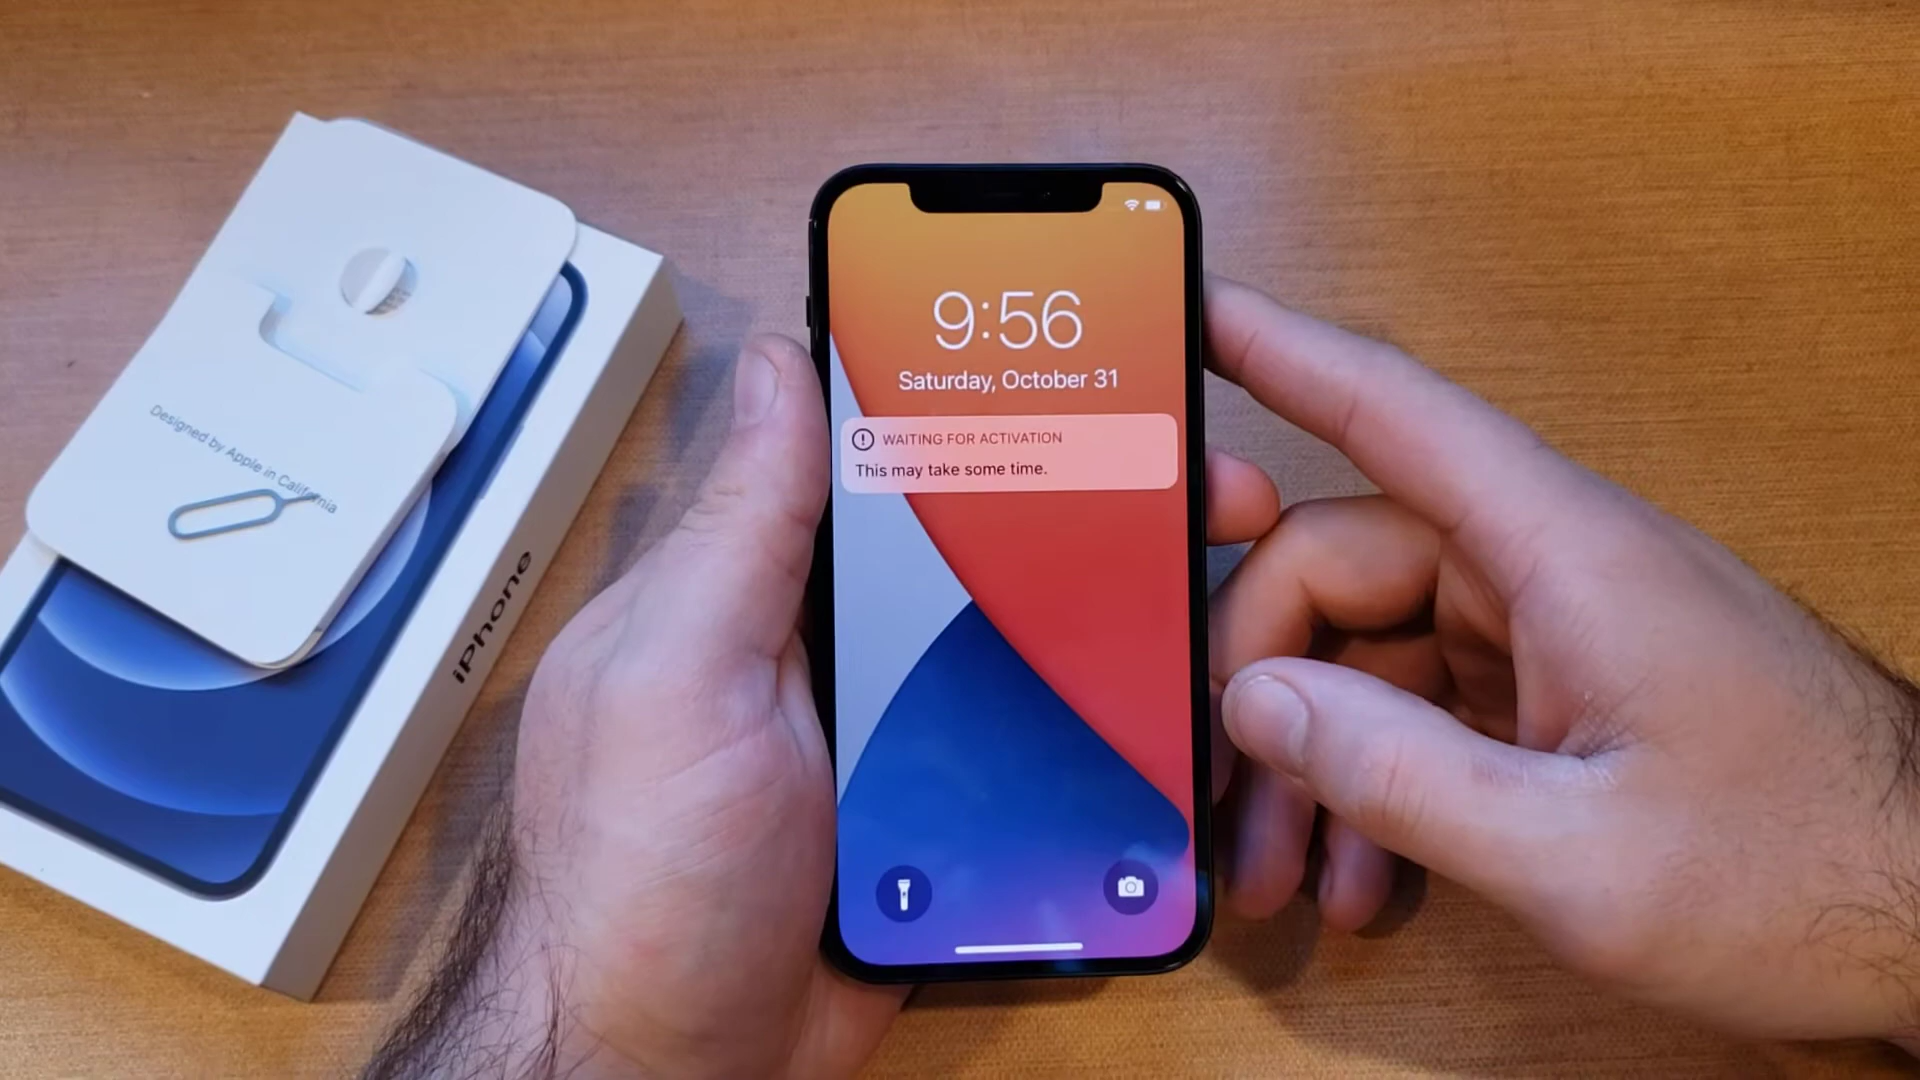 9:56
Saturday, October 31
WAITING FOR ACTIVATION
This may take some time.
Designed by Apple in California
iPhone